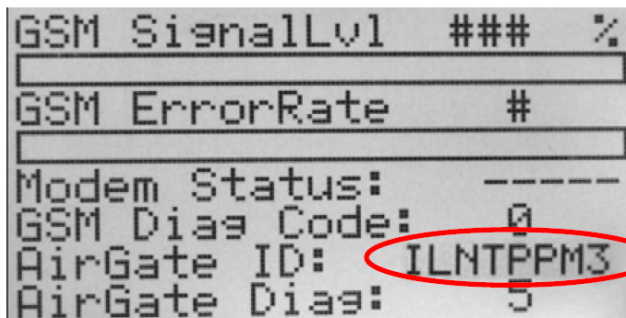 GSM SignalLvl ### %
GSM ErrorRate #
Modem Status: -----
GSM Diag Code: 0
AirGate ID: ILNTPPM3
AirGate Diag: 5